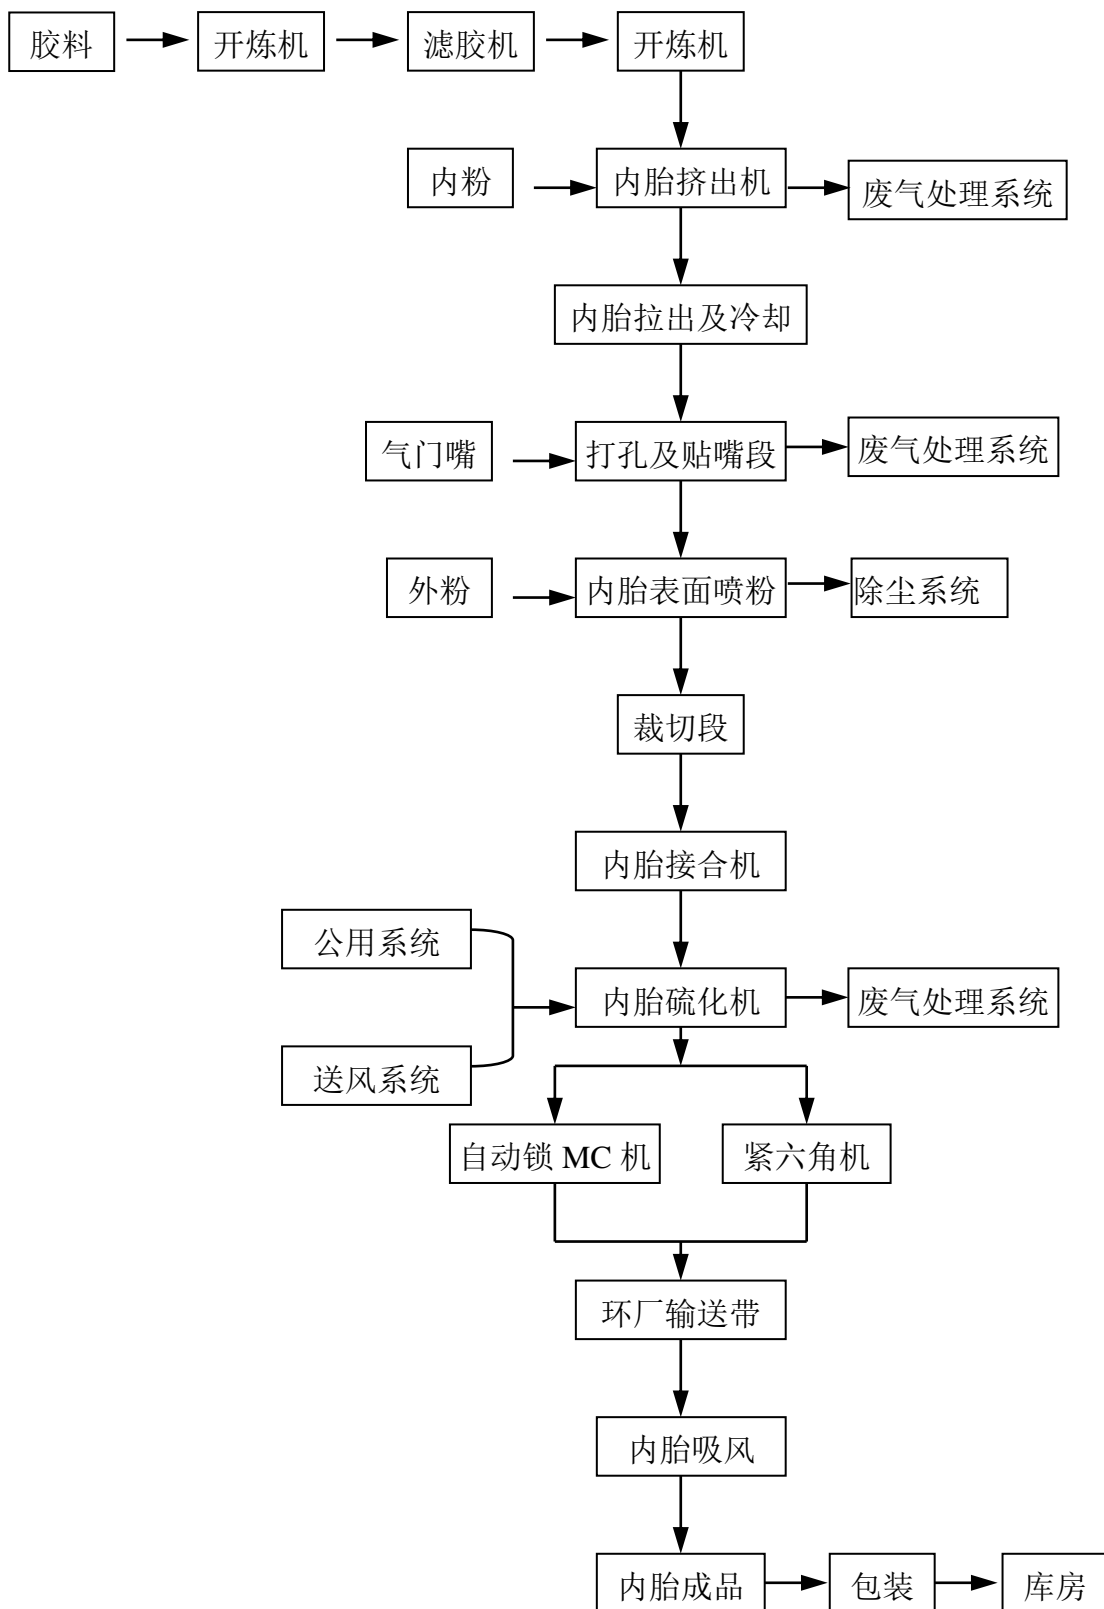 胶料
开炼机
滤胶机
开炼机
内粉
内胎挤出机
废气处理系统
内胎拉出及冷却
气门嘴
打孔及贴嘴段
废气处理系统
外粉
内胎表面喷粉
除尘系统
裁切段
内胎接合机
公用系统
内胎硫化机
废气处理系统
送风系统
自动锁 MC 机
紧六角机
环厂输送带
内胎吸风
内胎成品
包装
库房